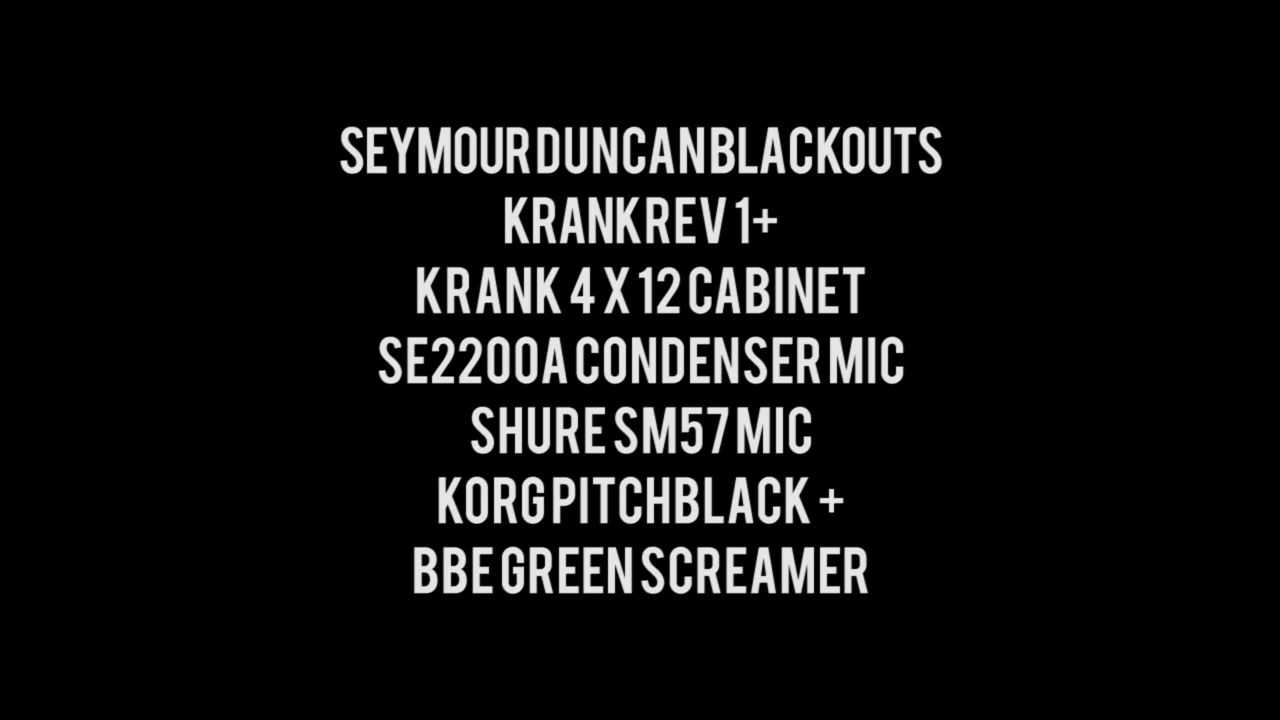 SEYMOUR DUNCAN BLACKOUTS
KRANK REV 1+
KRANK 4 X 12 CABINET
SE2200A CONDENSER MIC
SHURE SM57 MIC
KORG PITCHBLACK +
BBE GREEN SCREAMER